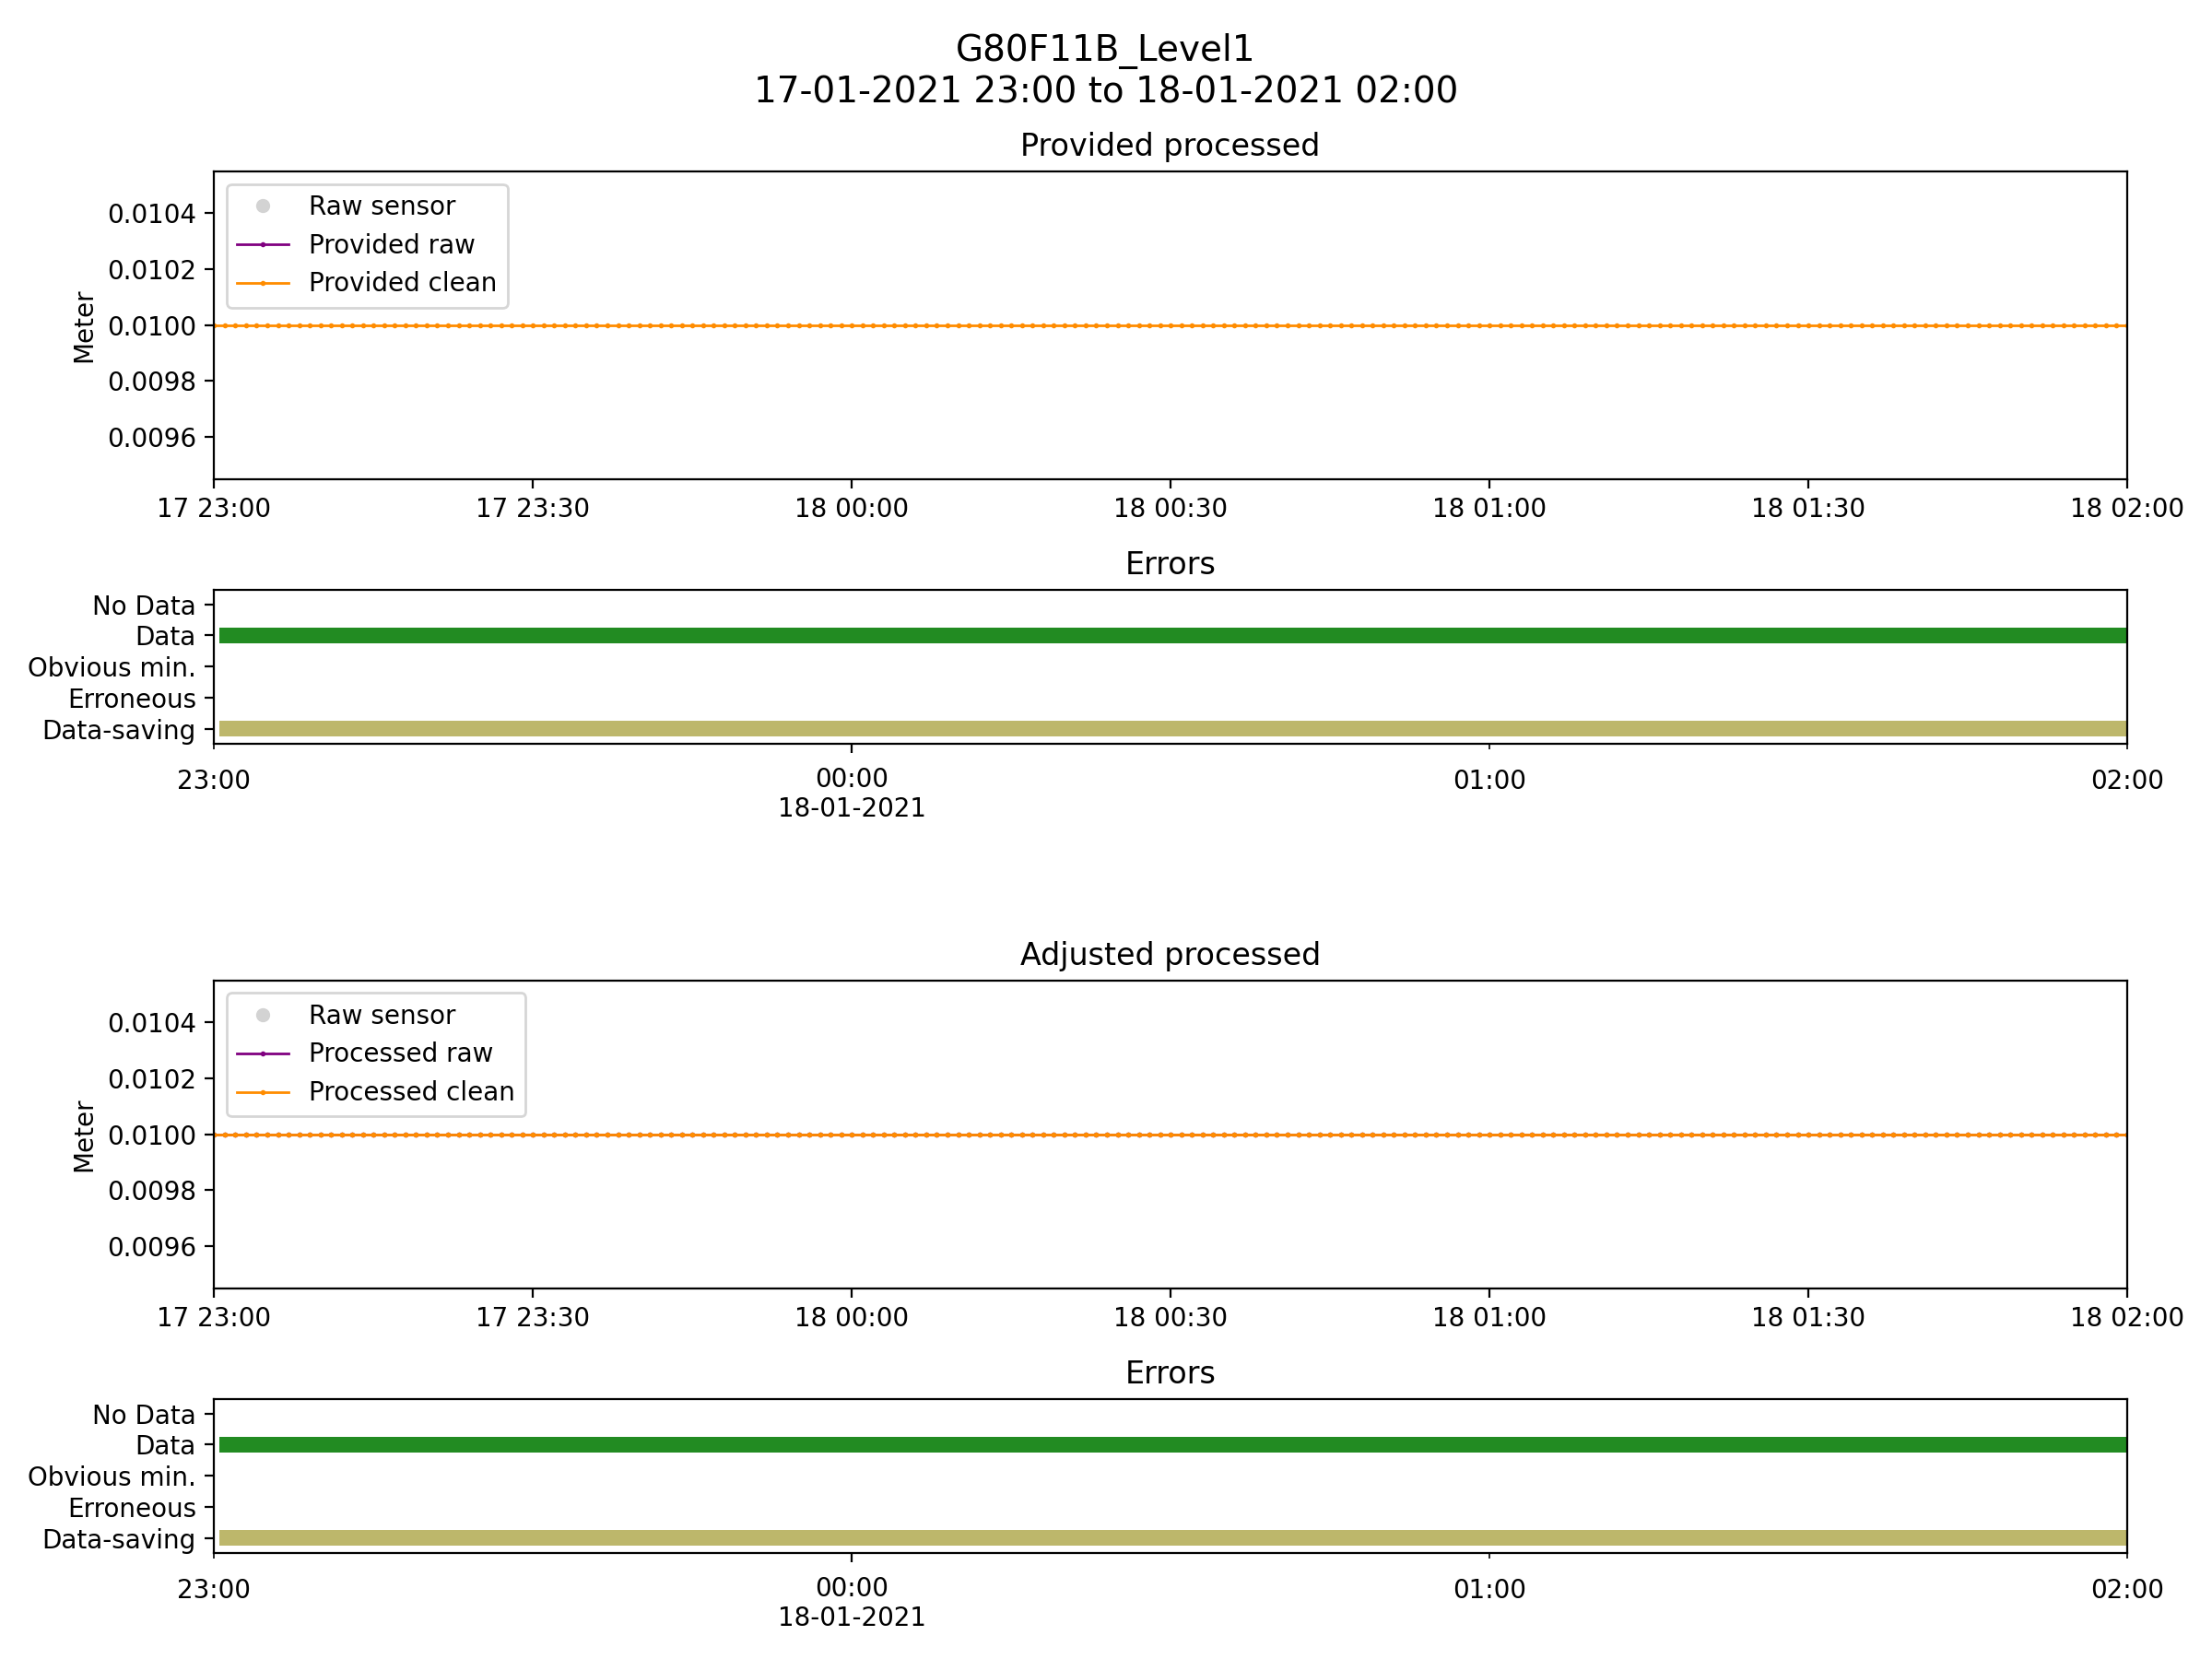 G80F11B_Level1
17-01-2021 23:00 to 18-01-2021 02:00
Provided processed
Raw sensor
Provided raw
Provided clean
Meter
0.0104
0.0102
0.0100
0.0098
0.0096
17 23:00 17 23:30 18 00:00 18 00:30 18 01:00 18 01:30 18 02:00
Errors
No Data
Data
Obvious min.
Erroneous
Data-saving
23:00 00:00 01:00 02:00
18-01-2021
Adjusted processed
Raw sensor
Processed raw
Processed clean
Meter
0.0104
0.0102
0.0100
0.0098
0.0096
17 23:00 17 23:30 18 00:00 18 00:30 18 01:00 18 01:30 18 02:00
Errors
No Data
Data
Obvious min.
Erroneous
Data-saving
23:00 00:00 01:00 02:00
18-01-2021